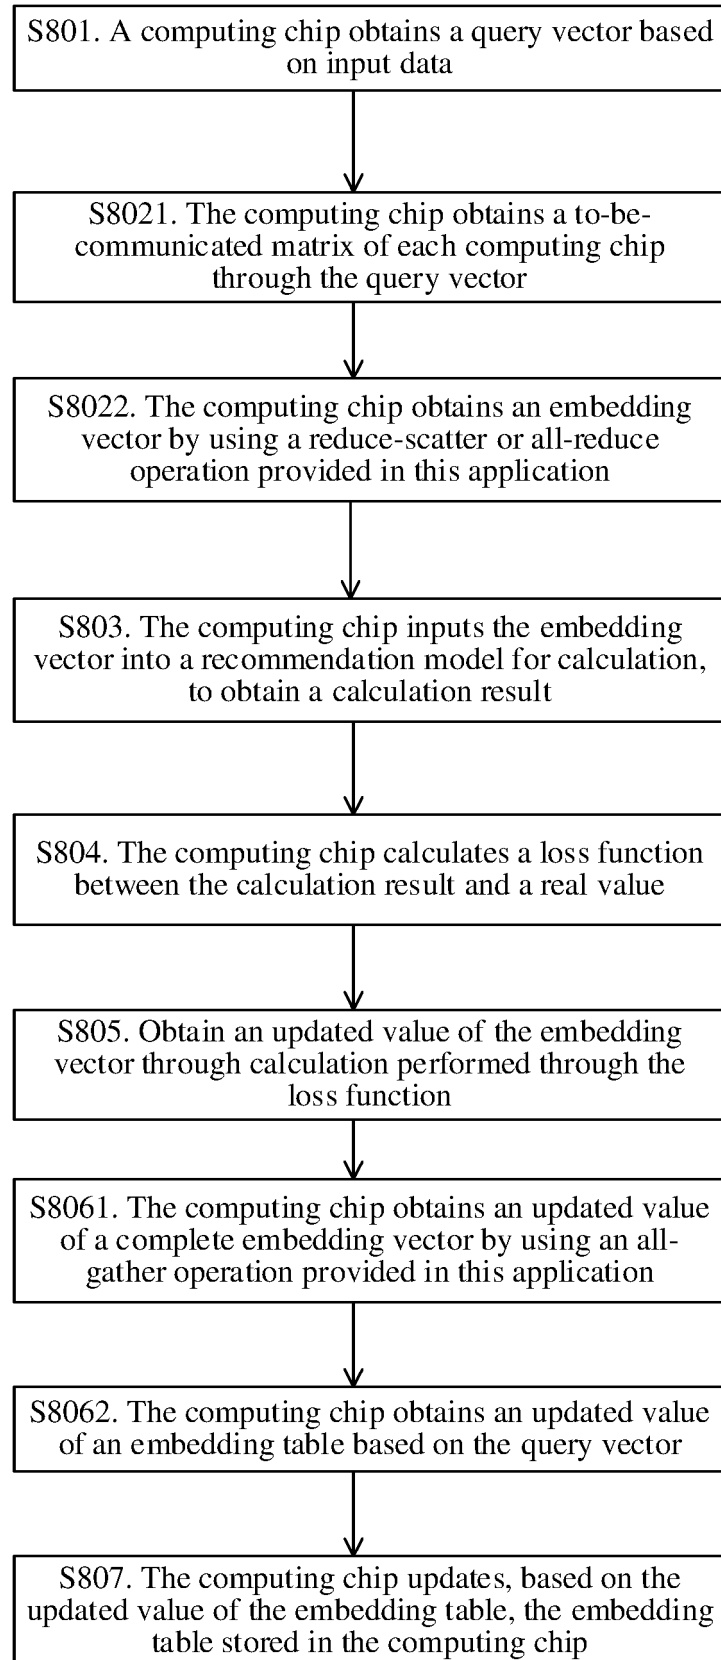 S801. A computing chip obtains a query vector based
on input data
S8021. The computing chip obtains a to-be-
communicated matrix of each computing chip
through the query vector
S8022. The computing chip obtains an embedding
vector by using a reduce-scatter or all-reduce
operation provided in this application
S803. The computing chip inputs the embedding
vector into a recommendation model for calculation,
to obtain a calculation result
S804. The computing chip calculates a loss function
between the calculation result and a real value
S805. Obtain an updated value of the embedding
vector through calculation performed through the
loss function
S8061. The computing chip obtains an updated value
of a complete embedding vector by using an all-
gather operation provided in this application
S8062. The computing chip obtains an updated value
of an embedding table based on the query vector
S807. The computing chip updates, based on the
updated value of the embedding table, the embedding
table stored in the computing chip